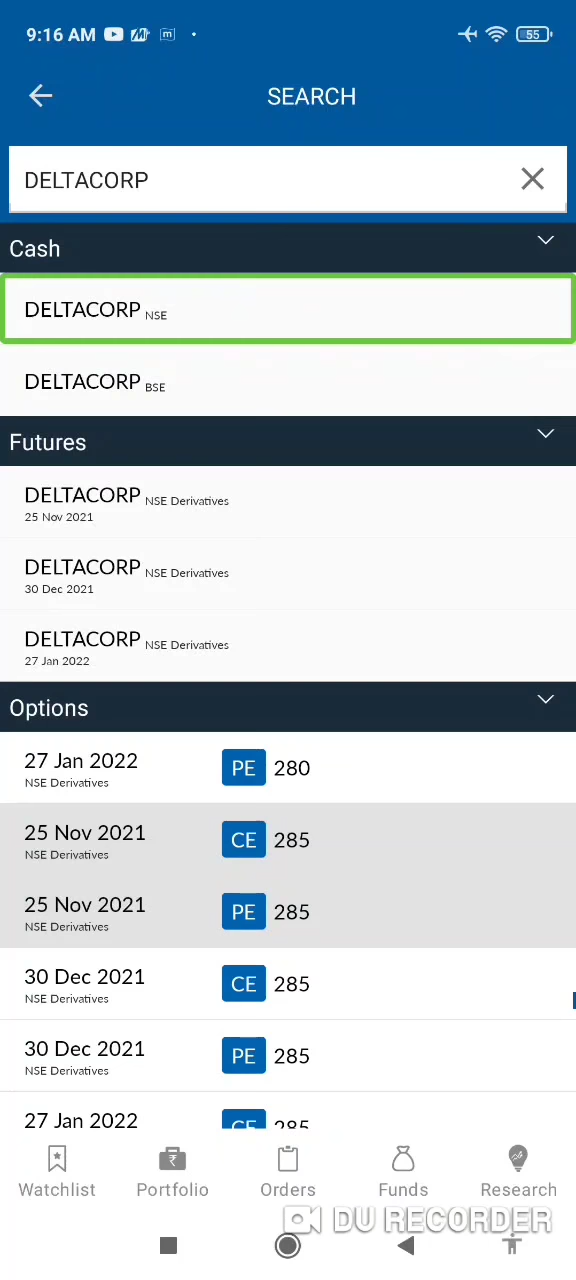 9:16 AM
55
SEARCH
DELTACORP
Cash
DELTACORP NSE
DELTACORP BSE
Futures
DELTACORP NSE Derivatives
25 Nov 2021
DELTACORP NSE Derivatives
30 Dec 2021
DELTACORP NSE Derivatives
27 Jan 2022
Options
27 Jan 2022 PE 280
NSE Derivatives
25 Nov 2021 CE 285
NSE Derivatives
25 Nov 2021 PE 285
NSE Derivatives
30 Dec 2021 CE 285
NSE Derivatives
30 Dec 2021 PE 285
NSE Derivatives
27 Jan 2022 CE 285
Watchlist Portfolio Orders Funds Research
DU RECORDER